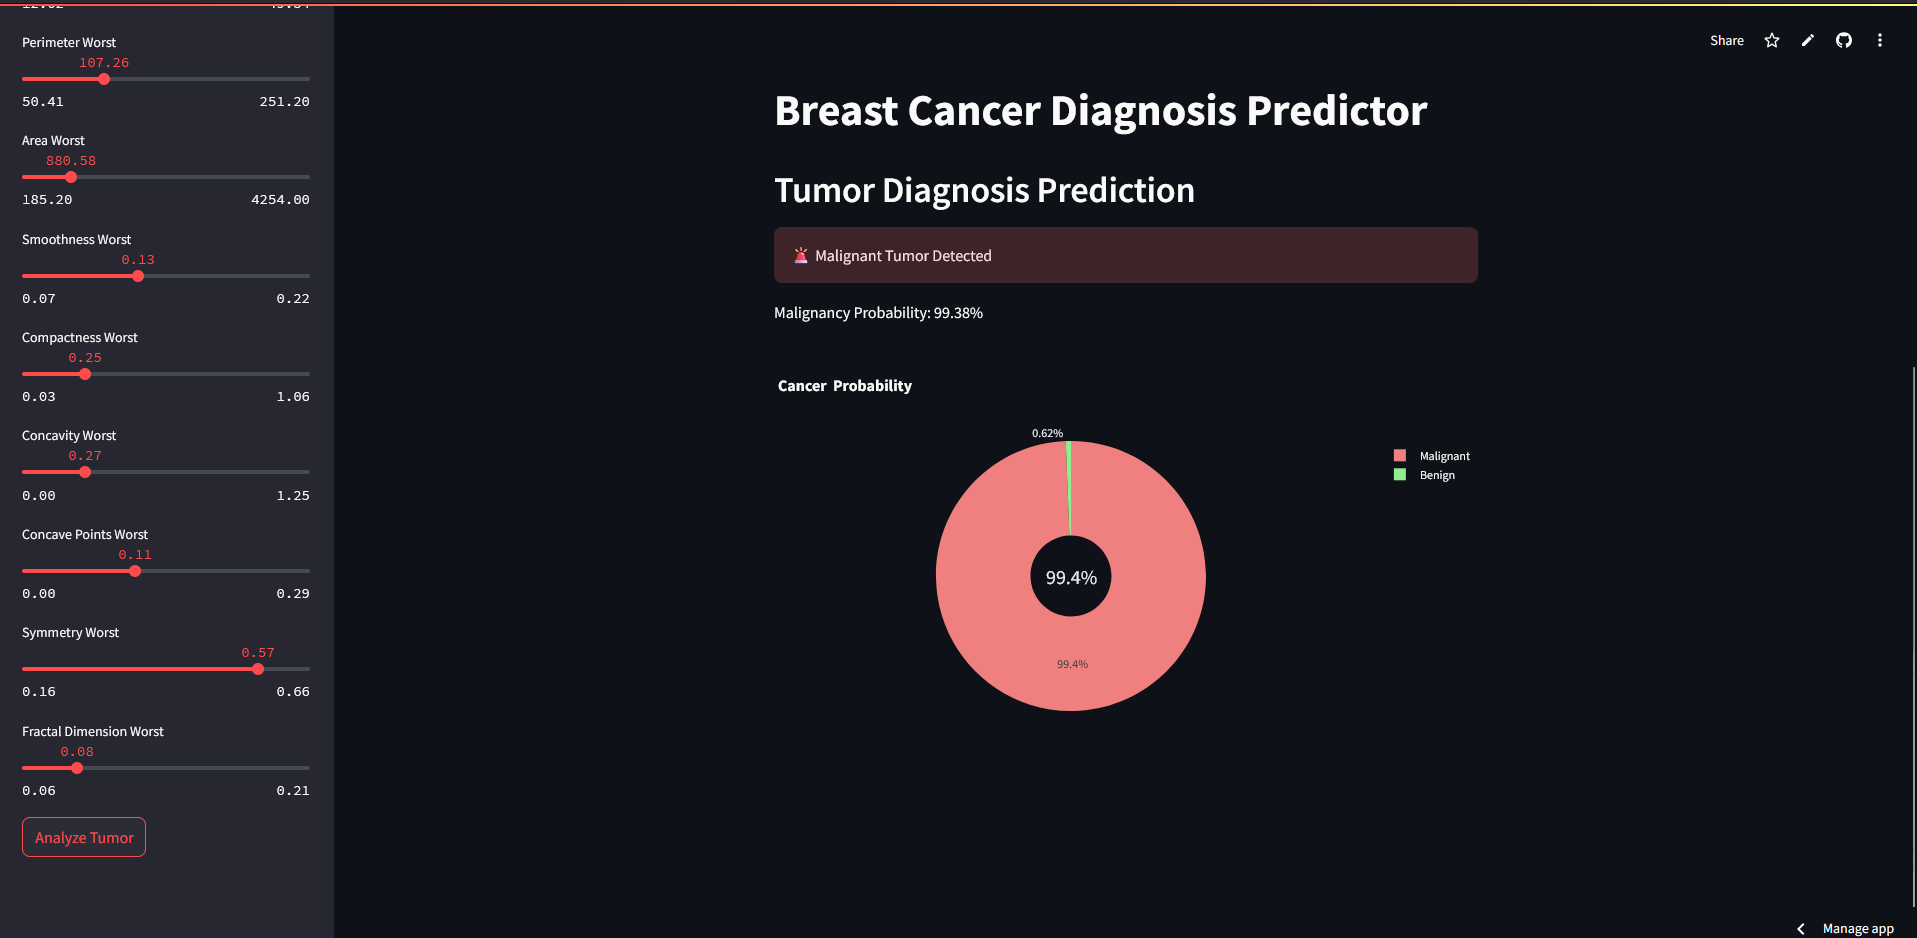 Perimeter Worst
107.26
50.41 251.20
Area Worst
880.58
185.20 4254.00
Smoothness Worst
0.13
0.07 0.22
Compactness Worst
0.25
0.03 1.06
Concavity Worst
0.27
0.00 1.25
Concave Points Worst
0.11
0.00 0.29
Symmetry Worst
0.57
0.16 0.66
Fractal Dimension Worst
0.08
0.06 0.21
Analyze Tumor
Share
Breast Cancer Diagnosis Predictor
Tumor Diagnosis Prediction
Malignant Tumor Detected
Malignancy Probability: 99.38%
Cancer Probability
0.62%
99.4%
99.4%
Malignant
Benign
Manage app